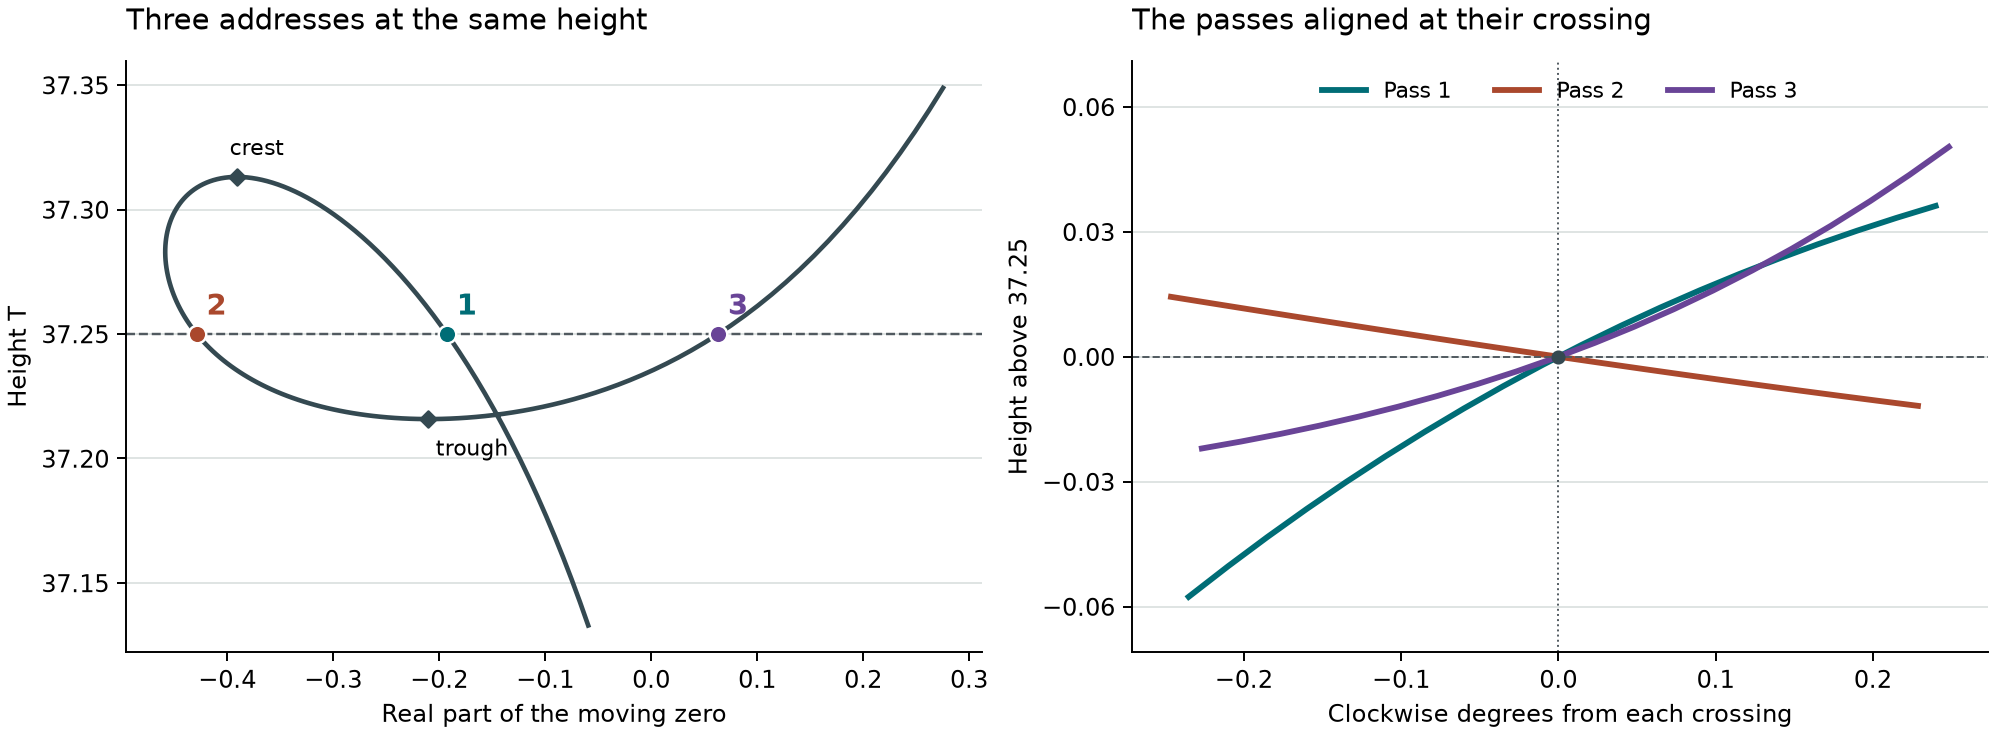 Three addresses at the same height
Height T
37.35
37.30
37.25
37.20
37.15
crest
2
1
3
trough
−0.4
−0.3
−0.2
−0.1
0.0
0.1
0.2
0.3
Real part of the moving zero
The passes aligned at their crossing
Pass 1
Pass 2
Pass 3
Height above 37.25
0.06
0.03
0.00
−0.03
−0.06
−0.2
−0.1
0.0
0.1
0.2
Clockwise degrees from each crossing